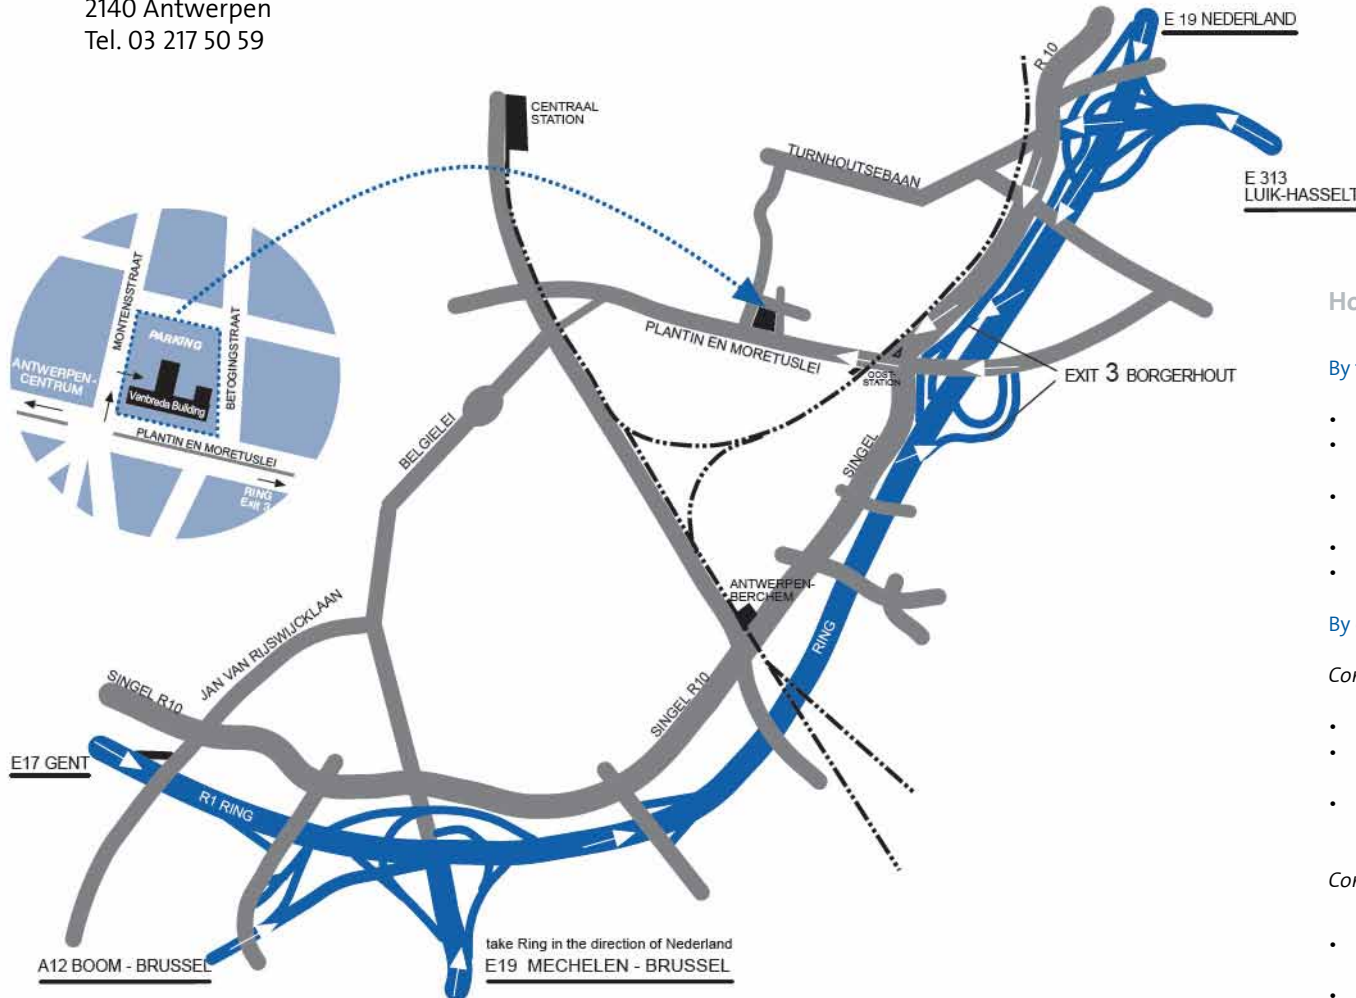 2140 Antwerpen
Tel. 03 217 50 59
E 19 NEDERLAND
R 10
CENTRAAL
STATION
TURNHOUTSEBAAN
E 313
LUIK-HASSELT
MONTENSSTRAAT
BETOGINGSTRAAT
PARKING
ANTWERPEN-
CENTRUM
Vanbreda Building
PLANTIN EN MORETUSLEI
RING
Exit 3
PLANTIN EN MORETUSLEI
OOST-
STATION
EXIT 3 BORGERHOUT
Ho
By
BELGIELEI
SINGEL
ANTWERPEN-
BERCHEM
RING
By
Con
JAN VAN RIJSWIJCKLAAN
SINGEL R10
SINGEL R10
E17 GENT
R1 RING
Con
take Ring in the direction of Nederland
A12 BOOM - BRUSSEL
E19 MECHELEN - BRUSSEL